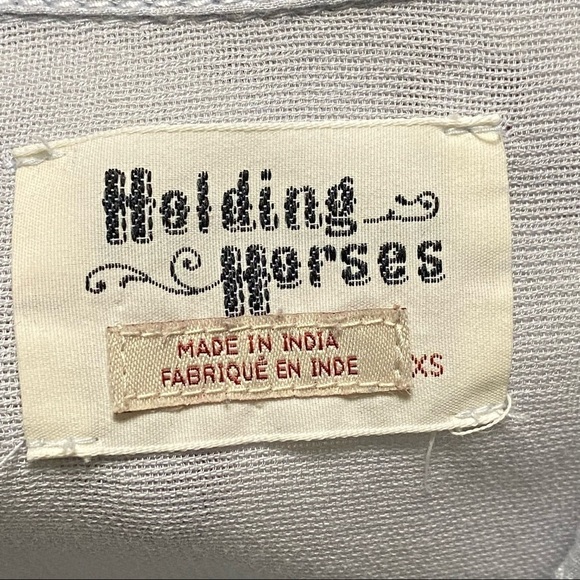 Holding
Horses
MADE IN INDIA
FABRIQUÉ EN INDE
XS